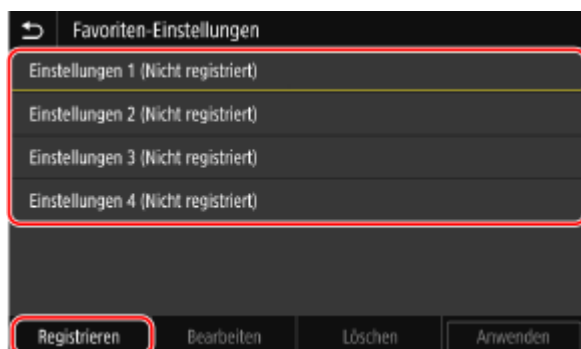 Favoriten-Einstellungen
Einstellungen 1 (Nicht registriert)
Einstellungen 2 (Nicht registriert)
Einstellungen 3 (Nicht registriert)
Einstellungen 4 (Nicht registriert)
Registrieren Bearbeiten Löschen Anwenden